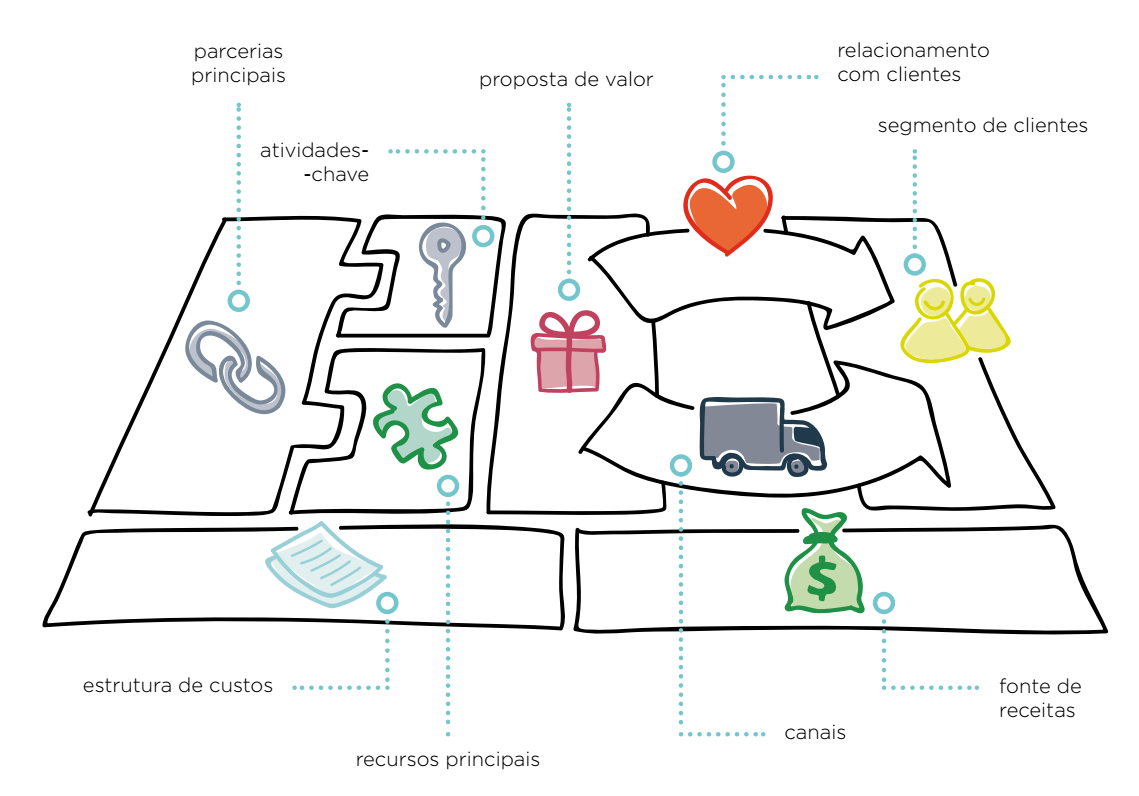 parcerias
principais
proposta de valor
relacionamento
com clientes
segmento de clientes
atividades-
-chave
$
estrutura de custos
fonte de
receitas
canais
recursos principais